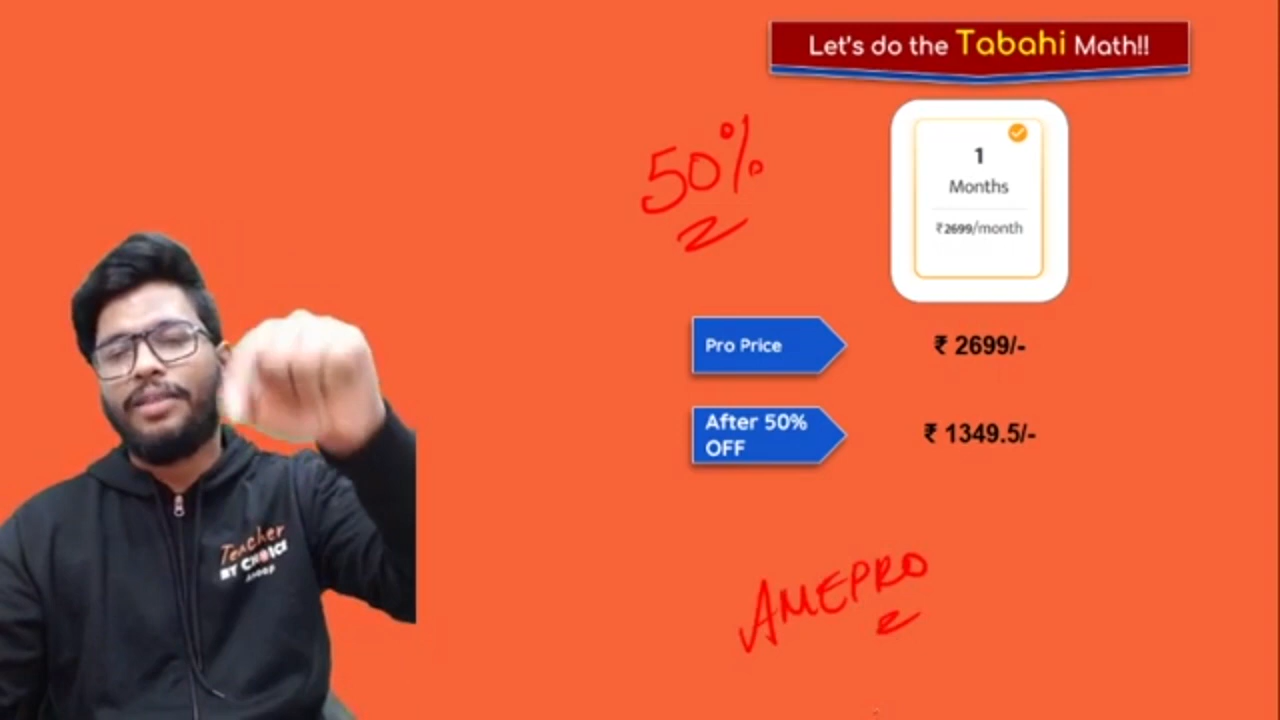 Let's do the Tabahi Math!!
50%
1
Months
₹2699/month
Pro Price
₹ 2699/-
After 50%
OFF
₹ 1349.5/-
Teacher
BY CHOICE
AMEPRO